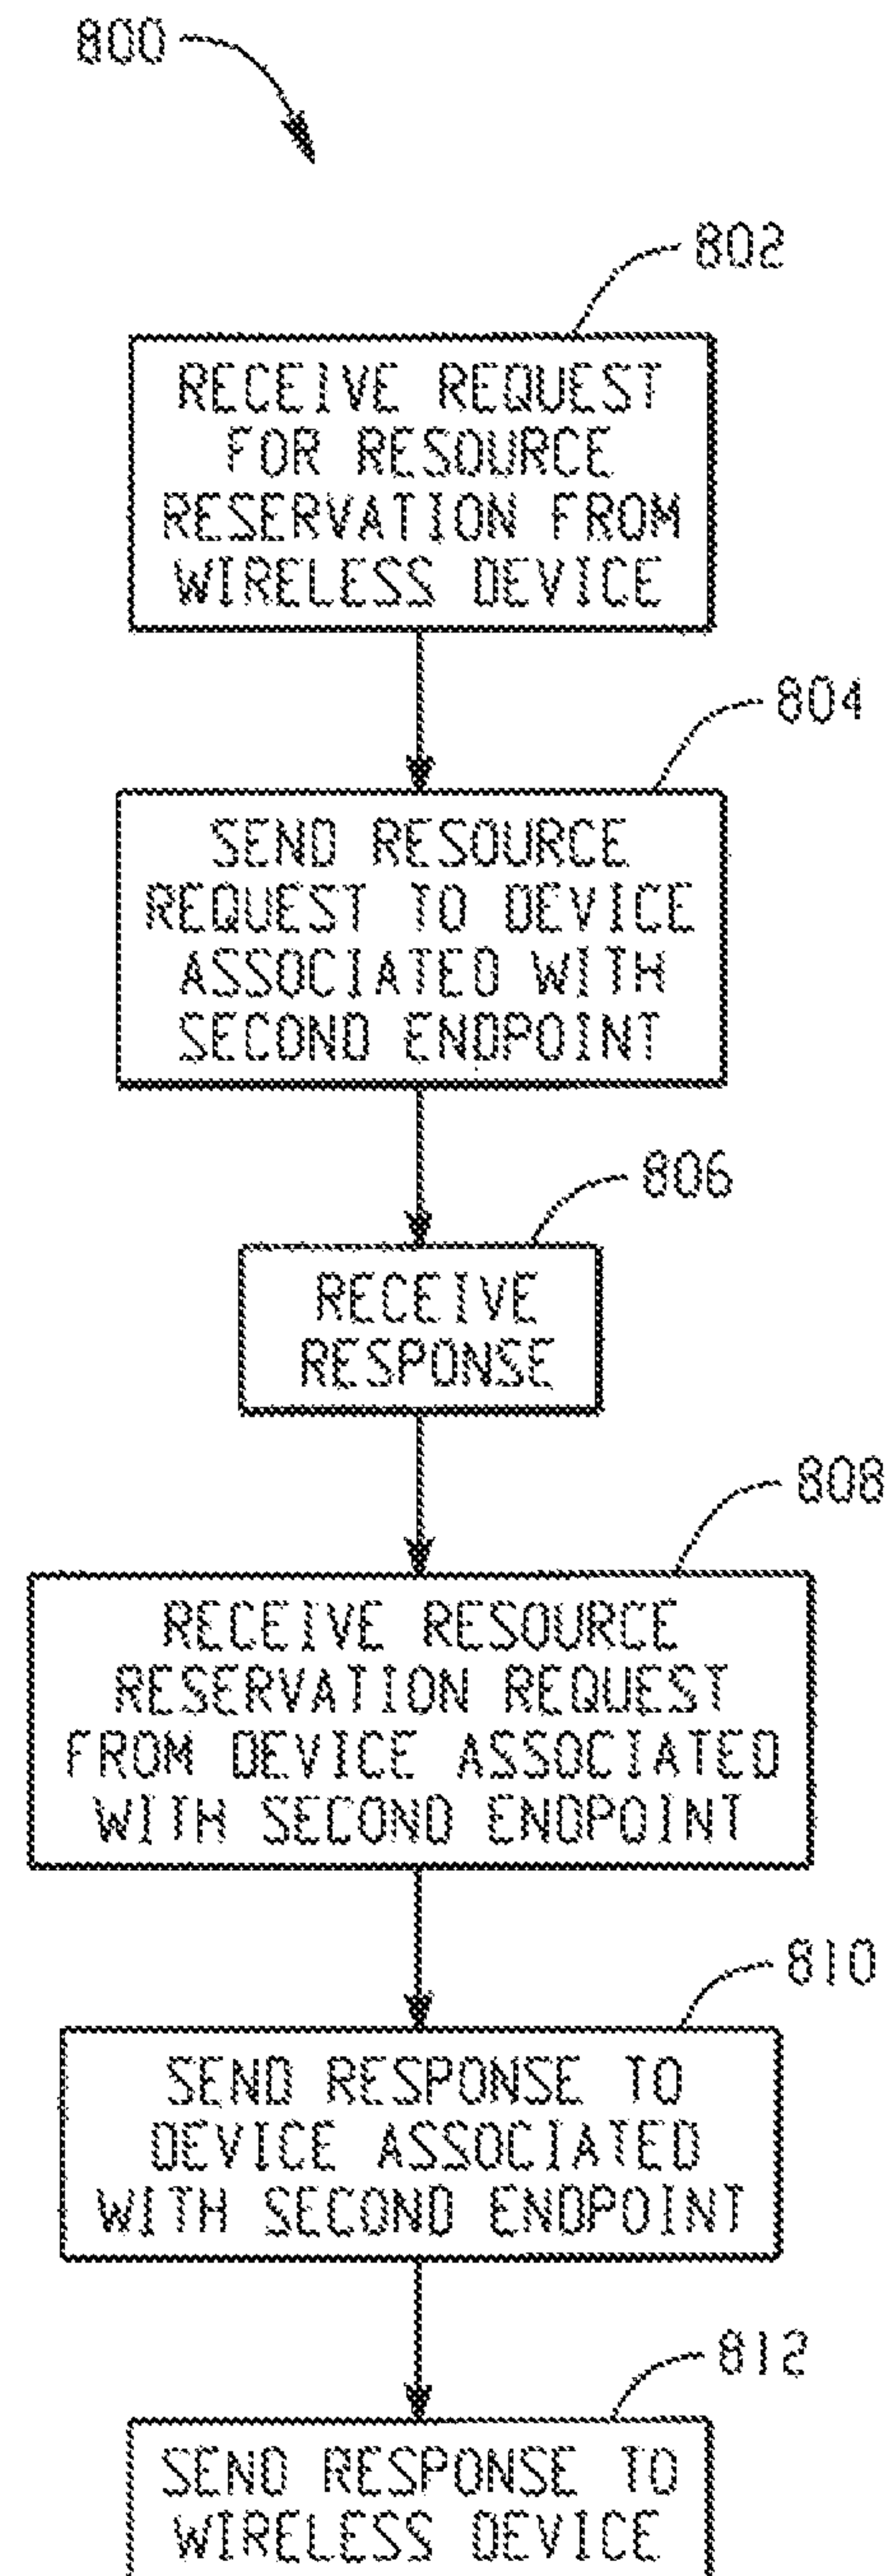 800
802
RECEIVE REQUEST
FOR RESOURCE
RESERVATION FROM
WIRELESS DEVICE
804
SEND RESOURCE
REQUEST TO DEVICE
ASSOCIATED WITH
SECOND ENDPOINT
806
RECEIVE
RESPONSE
808
RECEIVE RESOURCE
RESERVATION REQUEST
FROM DEVICE ASSOCIATED
WITH SECOND ENDPOINT
810
SEND RESPONSE TO
DEVICE ASSOCIATED
WITH SECOND ENDPOINT
812
SEND RESPONSE TO
WIRELESS DEVICE